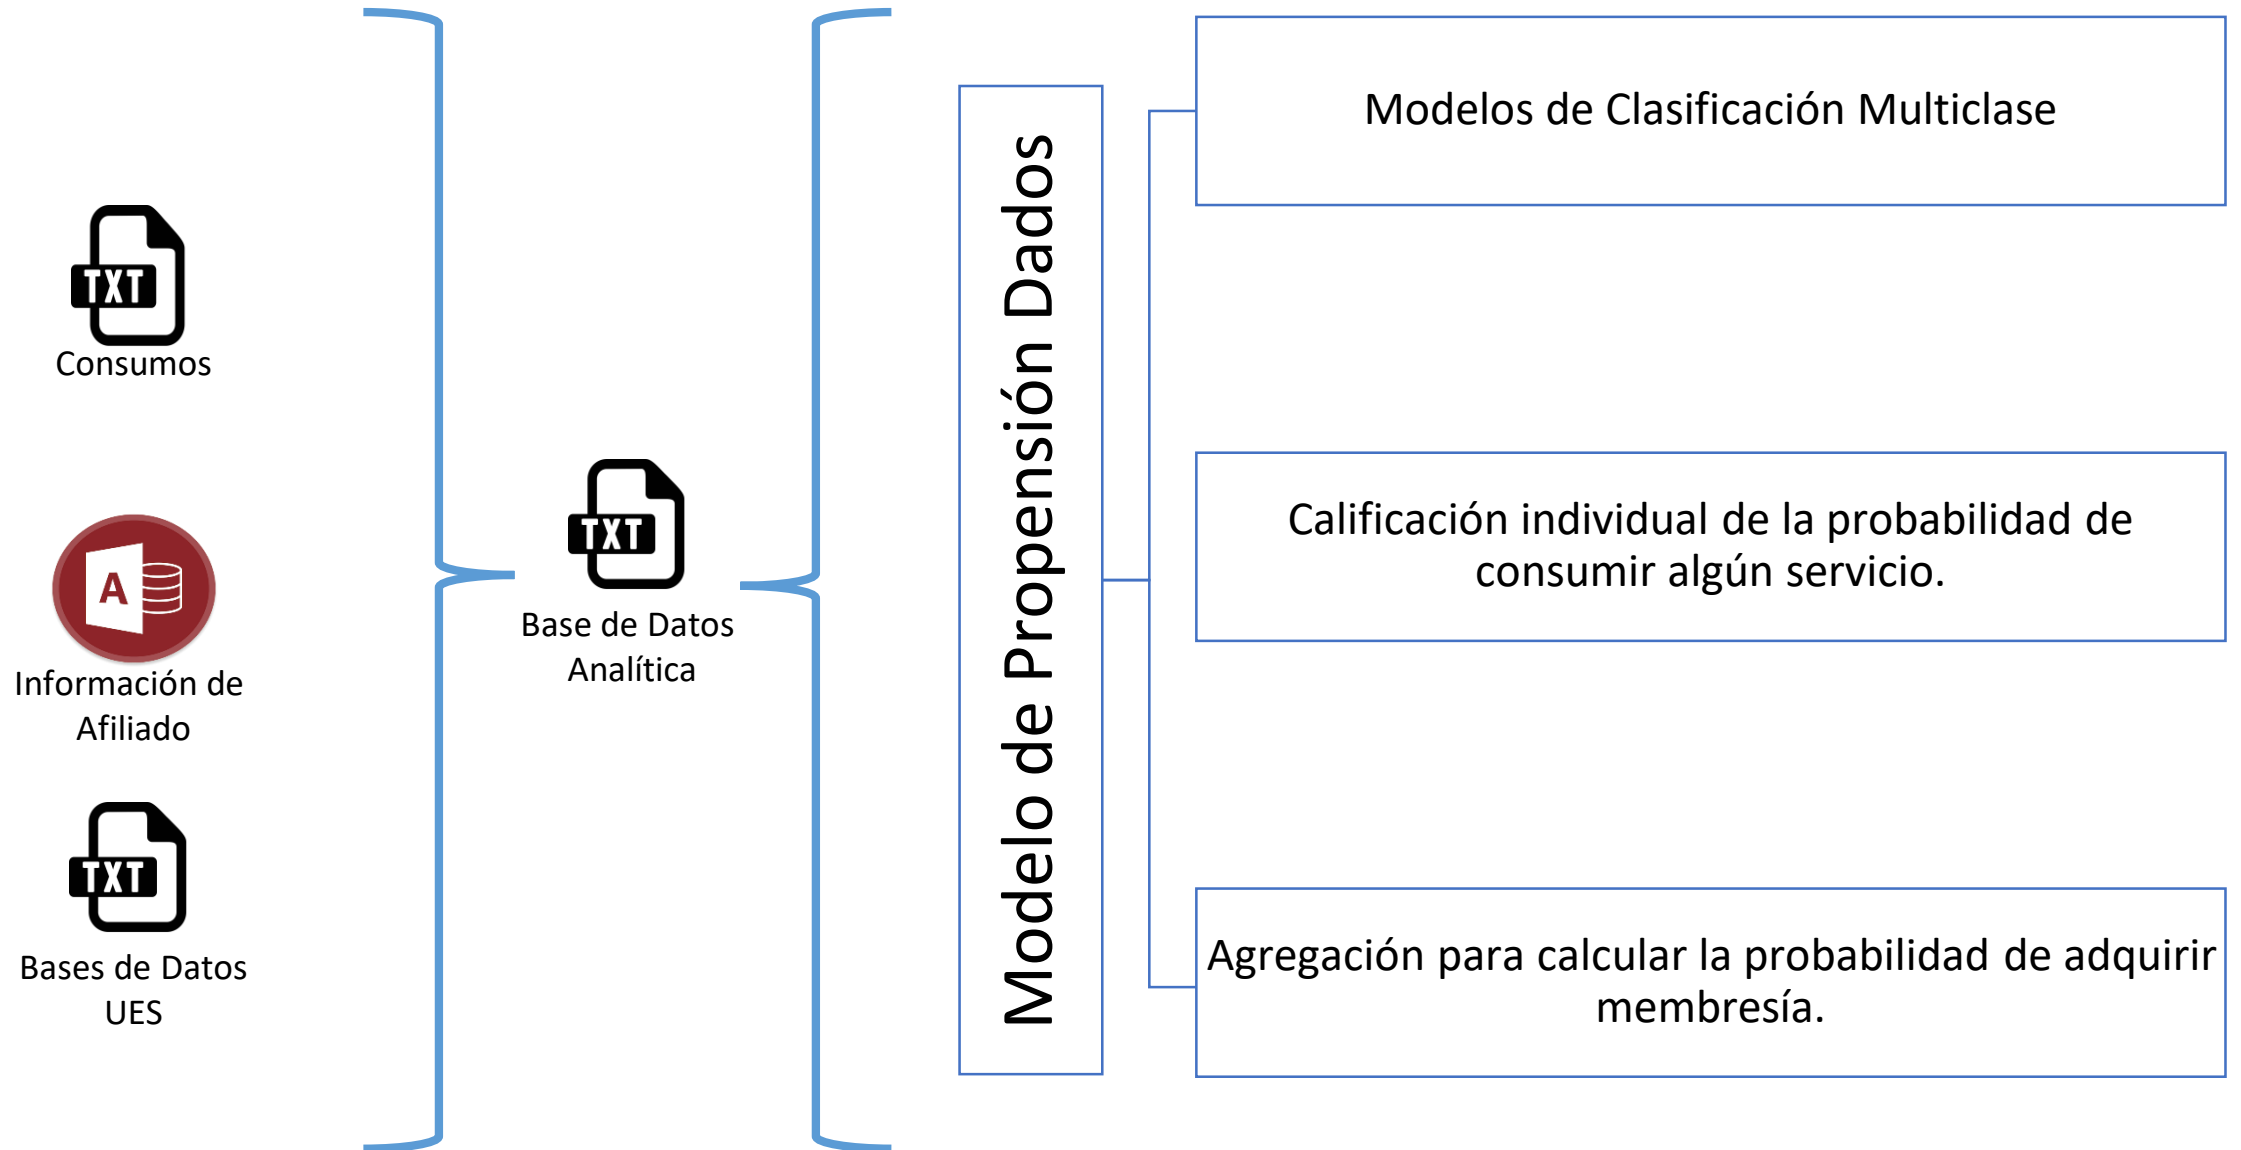 TXT
Consumos
A
Información de
Afiliado
TXT
Bases de Datos
UES
TXT
Base de Datos
Analítica
Modelo de Propensión Dados
Modelos de Clasificación Multiclase
Calificación individual de la probabilidad de
consumir algún servicio.
Agregación para calcular la probabilidad de adquirir
membresía.